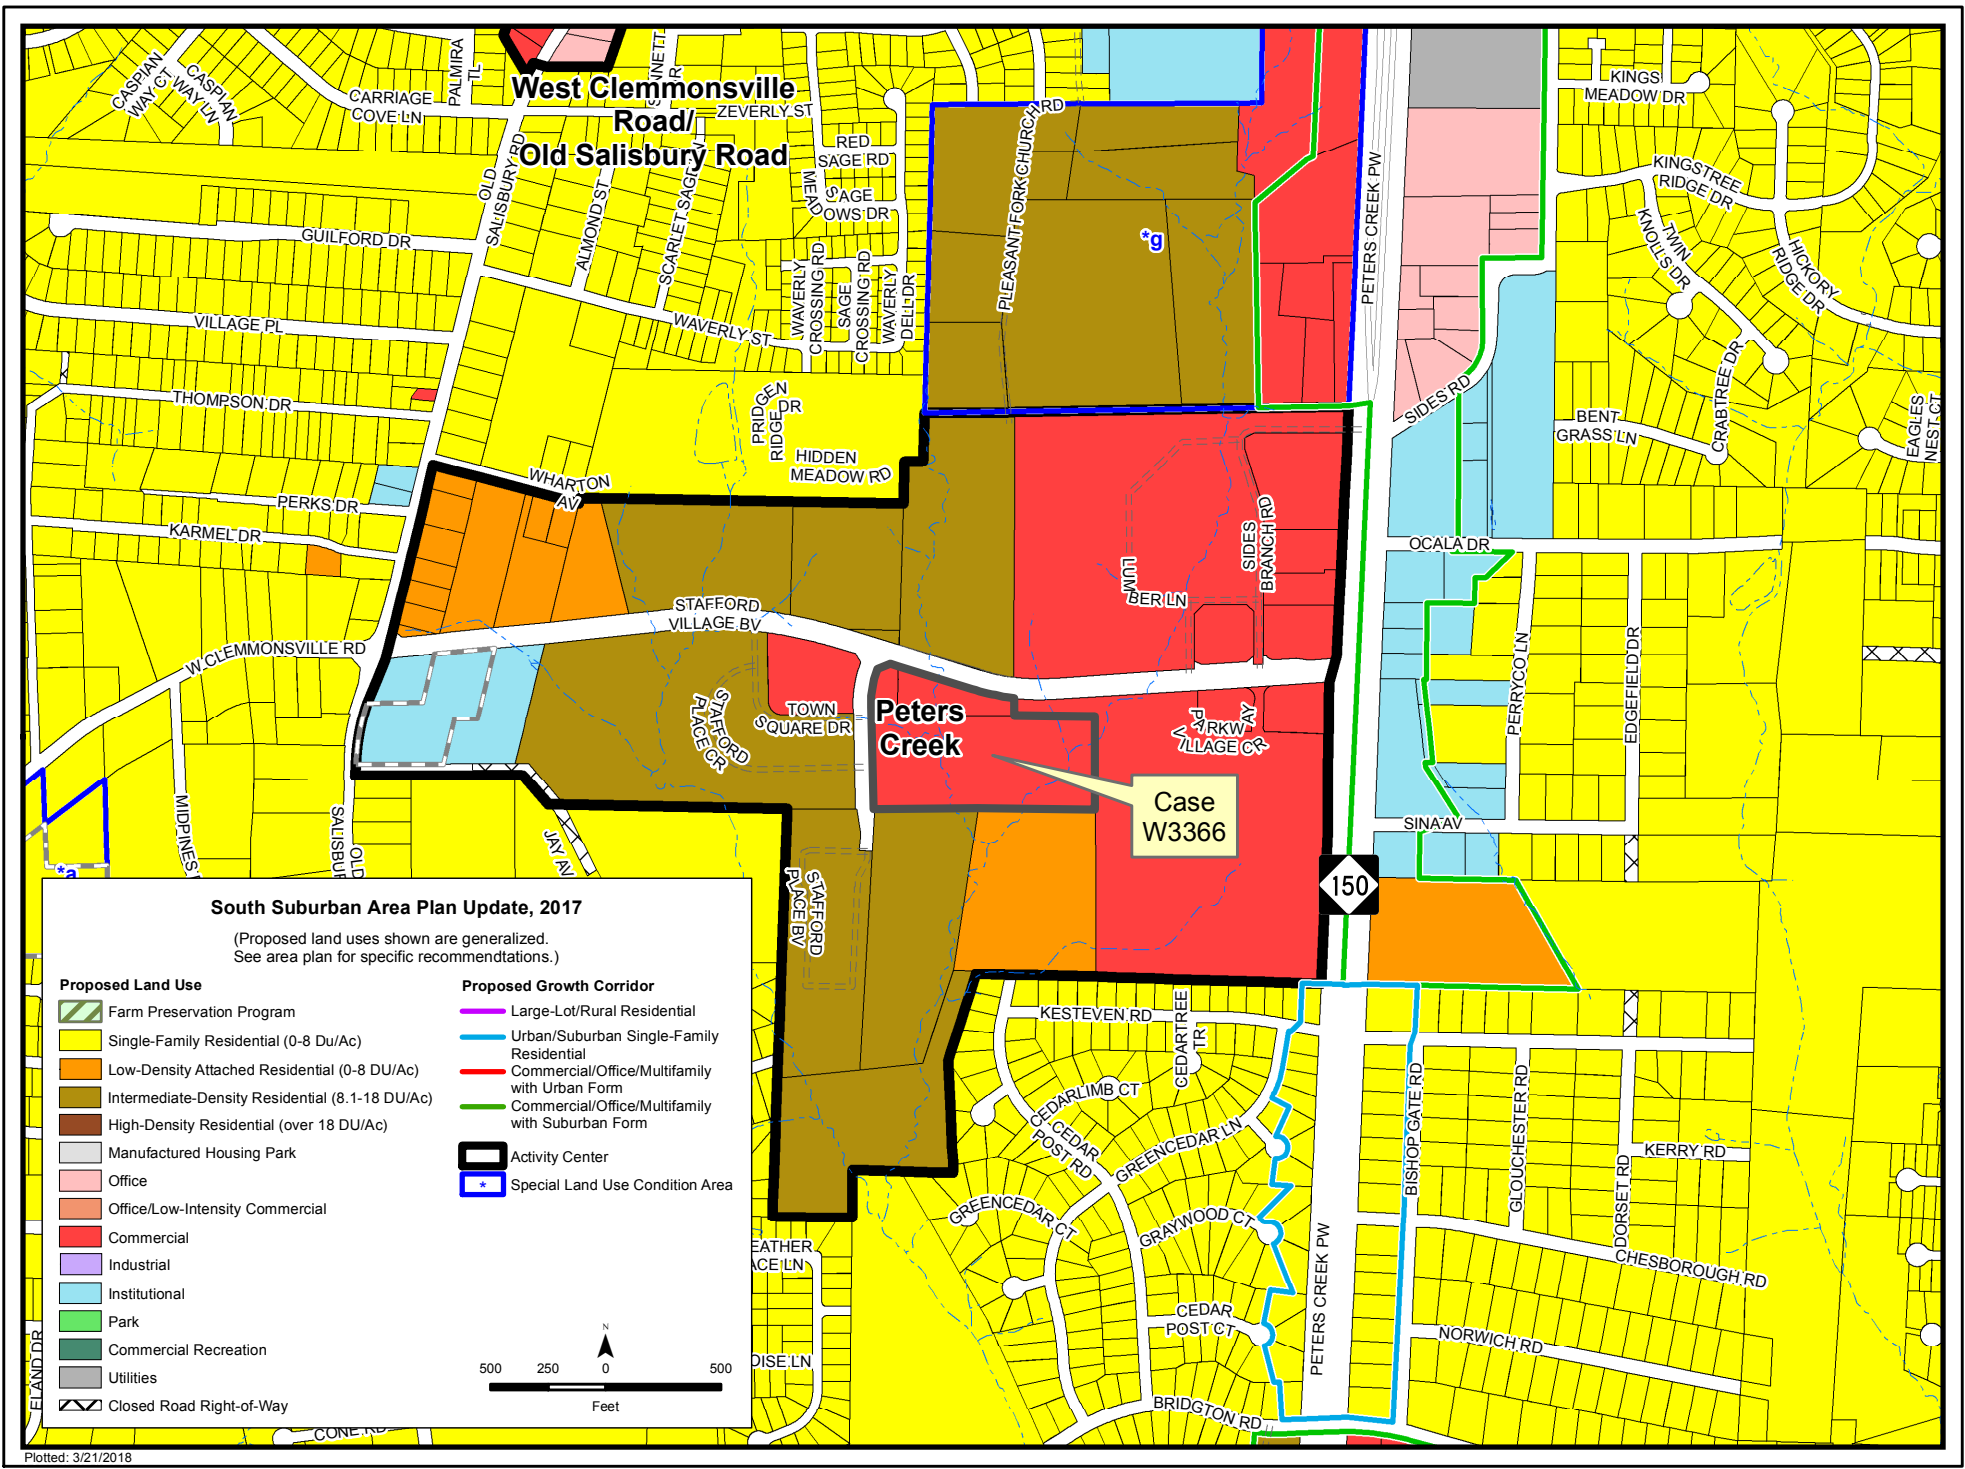 CASPIAN
WAY CT
CASPIAN
WAY LN
CARRIAGE
COVE LN
PALMIRA
TL
West Clemmonsville
Road/
Old Salisbury Road
ZEVERLY ST
OLD
SALISBURY RD
ALMOND ST
RED
SAGE RD
SAGE
MEAD
OWS DR
PLEASANT FORK CHURCH RD
*g
PETERS CREEK PW
KINGS
MEADOW DR
KINGSTREE
RIDGE DR
TWIN
KNOLLS DR
HICKORY
RIDGE DR
GUILFORD DR
VILLAGE PL
WAVERLY ST
WAVERLY
CROSSING RD
SAGE
CROSSING RD
WAVERLY
DELL DR
THOMPSON DR
PRIDGEN
RIDGE
DR
HIDDEN
MEADOW RD
SIDES RD
BENT
GRASS LN
CRABTREE DR
EAGLES
NEST CT
WHARTON
AV
PERKS DR
KARMEL DR
SIDES
BRANCH RD
LUM
BER LN
OCALA DR
STAFFORD
VILLAGE BV
W CLEMMONSVILLE RD
PERRYCO LN
EDGEFIELD DR
STAFFORD
PLACE CR
TOWN
SQUARE DR
Peters
Creek
PARKWAY
VILLAGE CR
Case
W3366
SINA AV
MIDPINES
OLD
JAY AV
*a
150
STAFFORD
PLACE BV
South Suburban Area Plan Update, 2017
(Proposed land uses shown are generalized.
See area plan for specific recommendtations.)
Proposed Land Use
Farm Preservation Program
Single-Family Residential (0-8 Du/Ac)
Low-Density Attached Residential (0-8 DU/Ac)
Intermediate-Density Residential (8.1-18 DU/Ac)
High-Density Residential (over 18 DU/Ac)
Manufactured Housing Park
Office
Office/Low-Intensity Commercial
Commercial
Industrial
Institutional
Park
Commercial Recreation
Utilities
Closed Road Right-of-Way
Proposed Growth Corridor
Large-Lot/Rural Residential
Urban/Suburban Single-Family
Residential
Commercial/Office/Multifamily
with Urban Form
Commercial/Office/Multifamily
with Suburban Form
Activity Center
* Special Land Use Condition Area
N
500 250 0 500
Feet
KESTEVEN RD
CEDARTREE
TR
CEDARLIMB CT
CEDAR
POST RD
GREENCEDAR LN
GREENCEDAR CT
GRAYWOOD CT
CEDAR
POST CT
BRIDGTON RD
PETERS CREEK PW
BISHOP GATE RD
GLOUCHESTER RD
DORSET RD
KERRY RD
CHESBOROUGH RD
NORWICH RD
CONE RD
Plotted: 3/21/2018